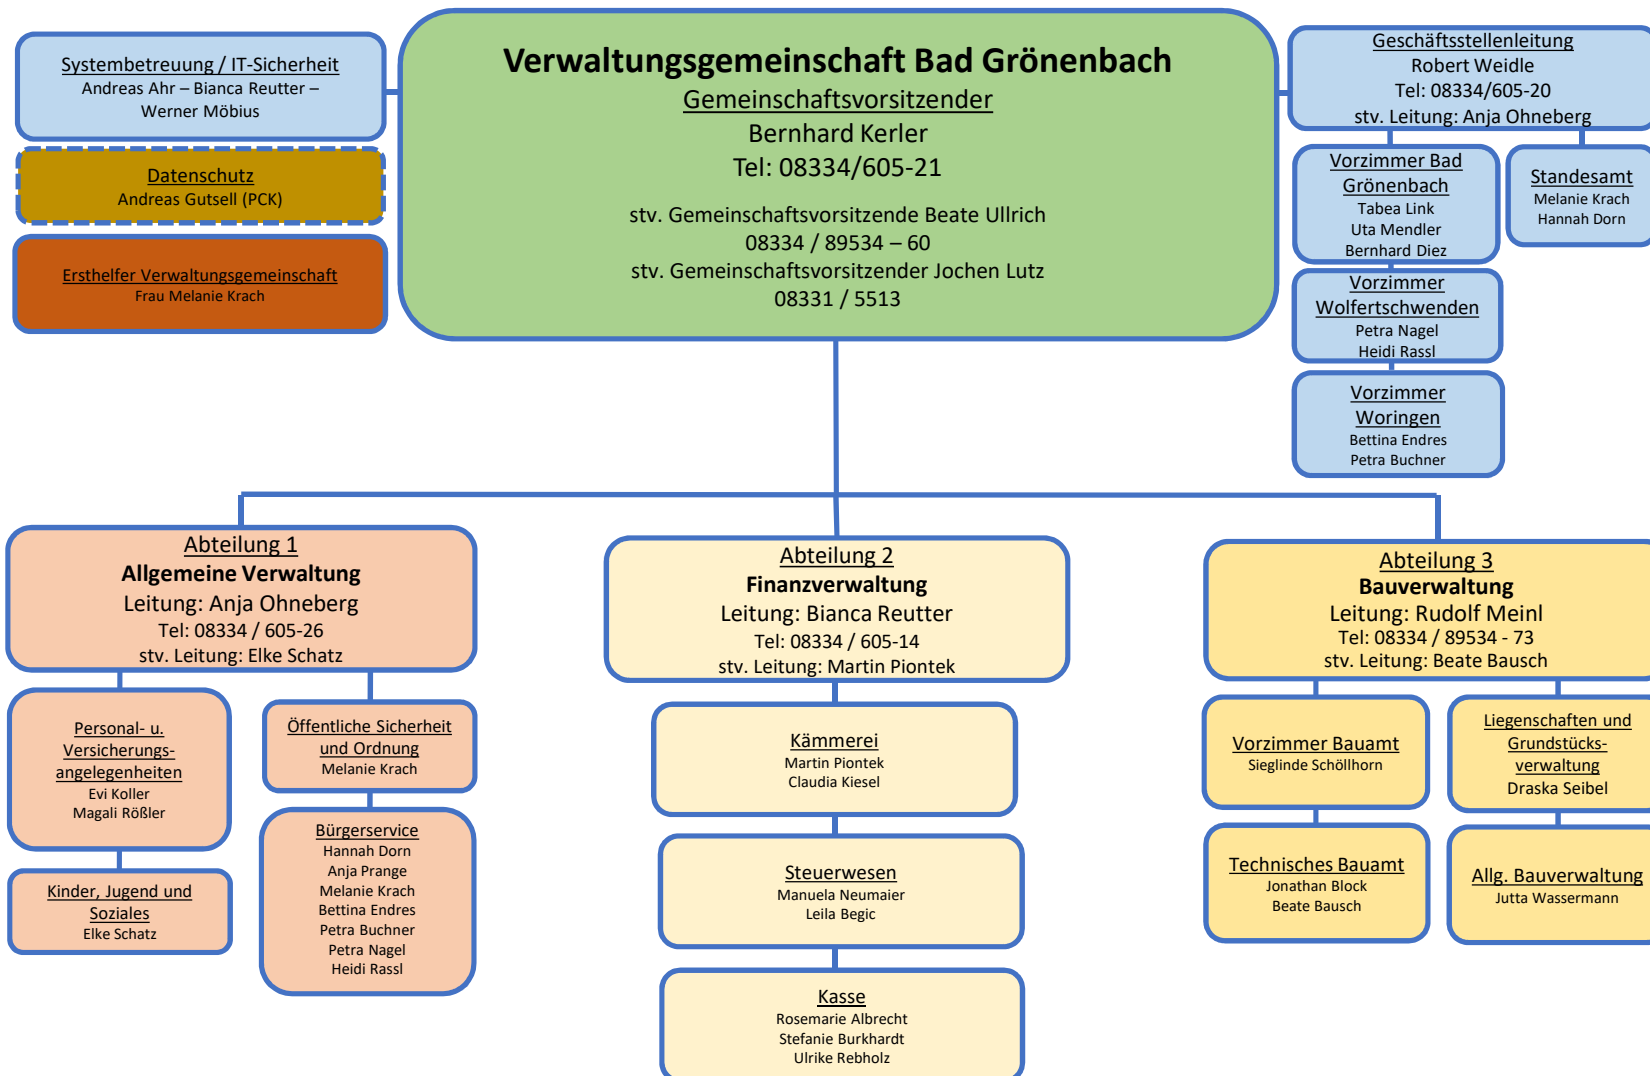 Systembetreuung / IT-Sicherheit
Andreas Ahr – Bianca Reutter –
Werner Möbius
Datenschutz
Andreas Gutsell (PCK)
Ersthelfer Verwaltungsgemeinschaft
Frau Melanie Krach
Verwaltungsgemeinschaft Bad Grönenbach
Gemeinschaftsvorsitzender
Bernhard Kerler
Tel: 08334/605-21
stv. Gemeinschaftsvorsitzende Beate Ullrich
08334 / 89534 – 60
stv. Gemeinschaftsvorsitzender Jochen Lutz
08331 / 5513
Geschäftsstellenleitung
Robert Weidle
Tel: 08334/605-20
stv. Leitung: Anja Ohneberg
Vorzimmer Bad
Grönenbach
Tabea Link
Uta Mendler
Bernhard Diez
Standesamt
Melanie Krach
Hannah Dorn
Vorzimmer
Wolfertschwenden
Petra Nagel
Heidi Rassl
Vorzimmer
Woringen
Bettina Endres
Petra Buchner
Abteilung 1
Allgemeine Verwaltung
Leitung: Anja Ohneberg
Tel: 08334 / 605-26
stv. Leitung: Elke Schatz
Personal- u.
Versicherungs-
angelegenheiten
Evi Koller
Magali Rößler
Kinder, Jugend und
Soziales
Elke Schatz
Öffentliche Sicherheit
und Ordnung
Melanie Krach
Bürgerservice
Hannah Dorn
Anja Prange
Melanie Krach
Bettina Endres
Petra Buchner
Petra Nagel
Heidi Rassl
Abteilung 2
Finanzverwaltung
Leitung: Bianca Reutter
Tel: 08334 / 605-14
stv. Leitung: Martin Piontek
Kämmerei
Martin Piontek
Claudia Kiesel
Steuerwesen
Manuela Neumaier
Leila Begic
Kasse
Rosemarie Albrecht
Stefanie Burkhardt
Ulrike Rebholz
Abteilung 3
Bauverwaltung
Leitung: Rudolf Meinl
Tel: 08334 / 89534 - 73
stv. Leitung: Beate Bausch
Vorzimmer Bauamt
Sieglinde Schöllhorn
Technisches Bauamt
Jonathan Block
Beate Bausch
Liegenschaften und
Grundstücks-
verwaltung
Draska Seibel
Allg. Bauverwaltung
Jutta Wassermann